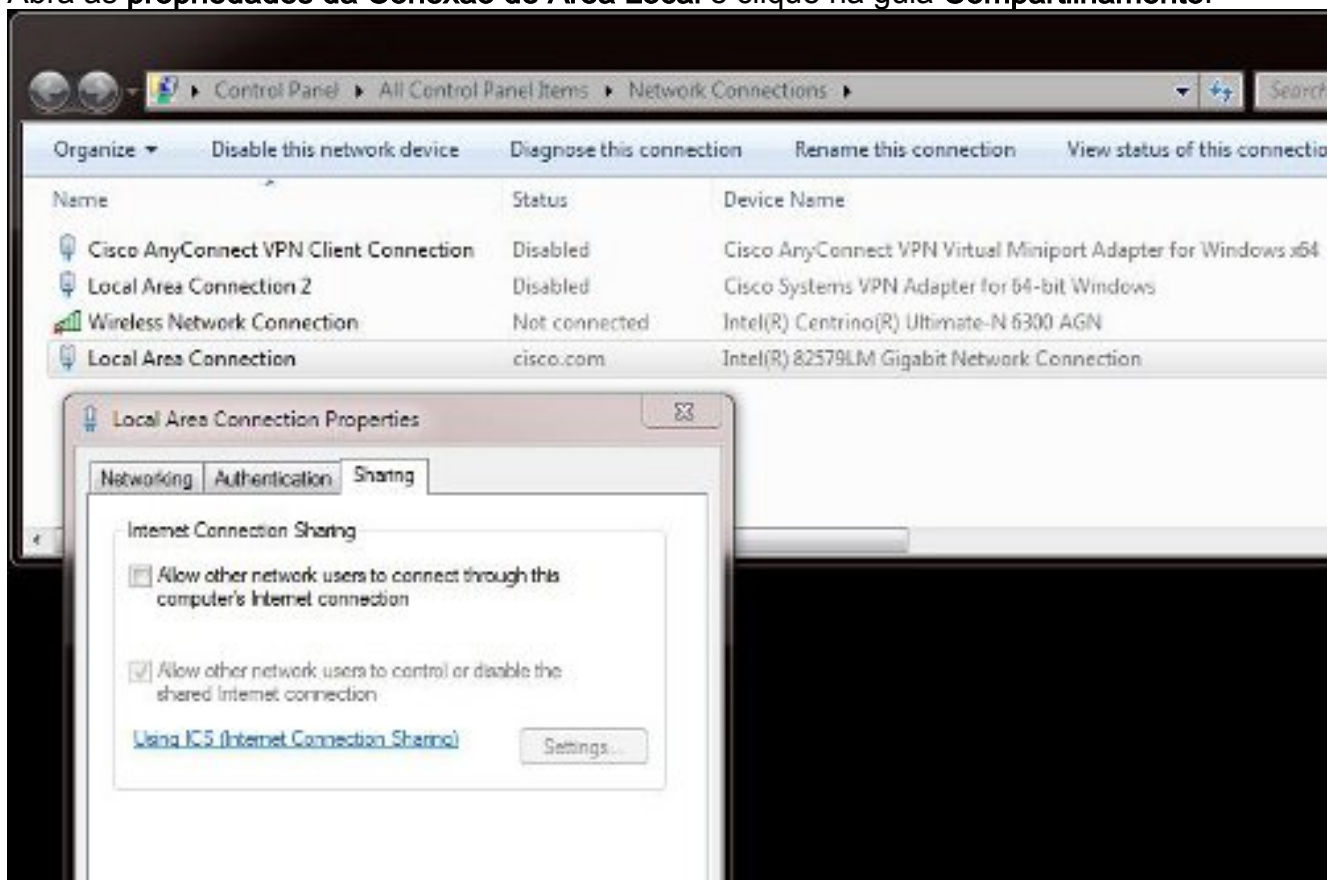 Abra as propriedades da Conexão de Área Local e clique na guia Compartilhamento.
Control Panel ▸ All Control Panel Items ▸ Network Connections ▸ Search
Organize ▾ Disable this network device Diagnose this connection Rename this connection View status of this connectio
Name Status Device Name
Cisco AnyConnect VPN Client Connection Disabled Cisco AnyConnect VPN Virtual Miniport Adapter for Windows x64
Local Area Connection 2 Disabled Cisco Systems VPN Adapter for 64-bit Windows
Wireless Network Connection Not connected Intel(R) Centrino(R) Ultimate-N 6300 AGN
Local Area Connection cisco.com Intel(R) 82579LM Gigabit Network Connection
Local Area Connection Properties
Networking Authentication Sharing
Internet Connection Sharing
Allow other network users to connect through this
computer's Internet connection
Allow other network users to control or disable the
shared Internet connection
Using ICS (Internet Connection Sharing) Settings...